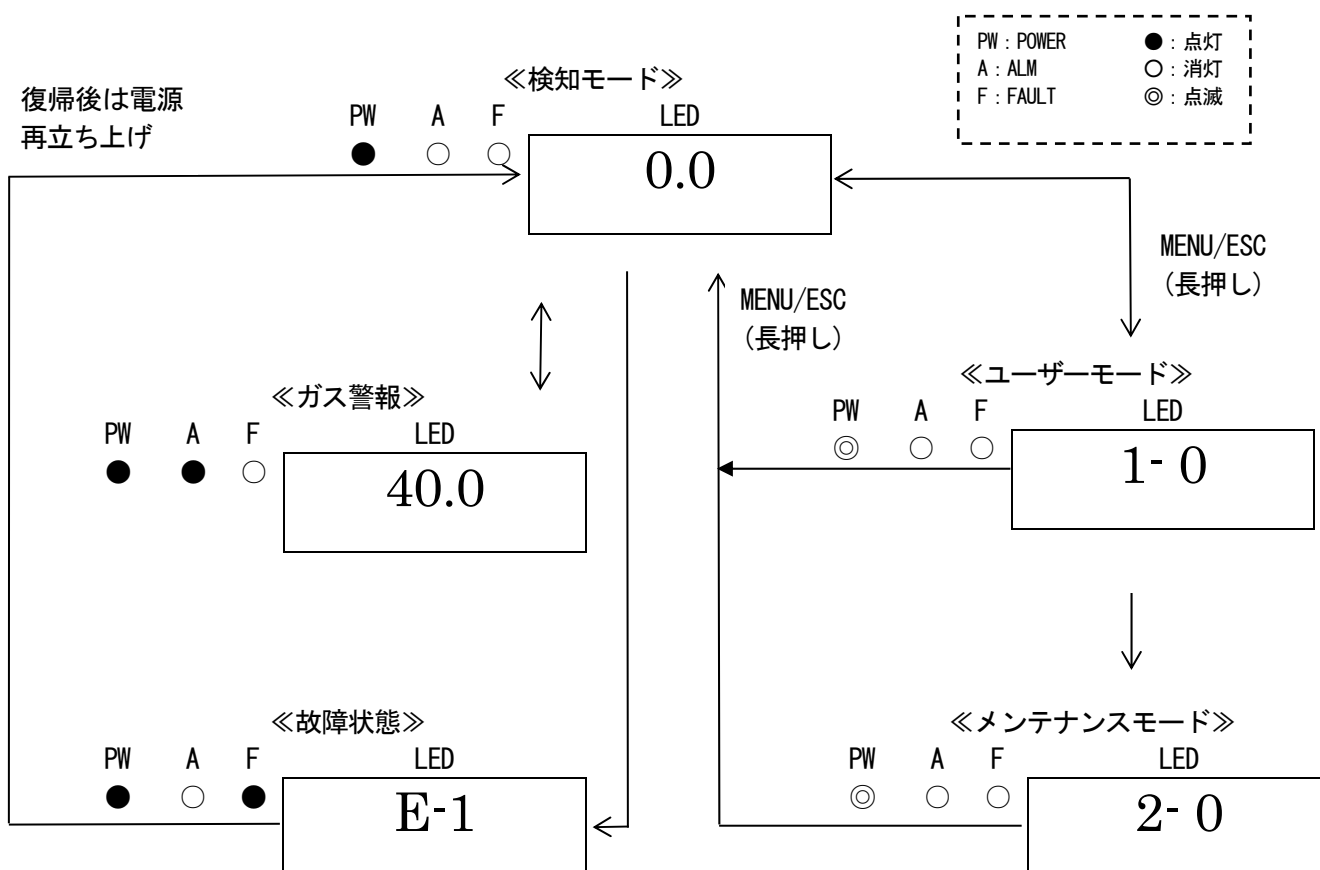 PW：POWER ●：点灯
A：ALM ○：消灯
F：FAULT ◎：点滅
復帰後は電源
再立ち上げ
≪検知モード≫
PW A F LED
● ○ ○
0.0
MENU/ESC
（長押し）
MENU/ESC
（長押し）
≪ガス警報≫
PW A F LED
● ● ○
40.0
≪ユーザーモード≫
PW A F LED
◎ ○ ○
1- 0
≪故障状態≫
PW A F LED
● ○ ●
E-1
≪メンテナンスモード≫
PW A F LED
◎ ○ ○
2- 0